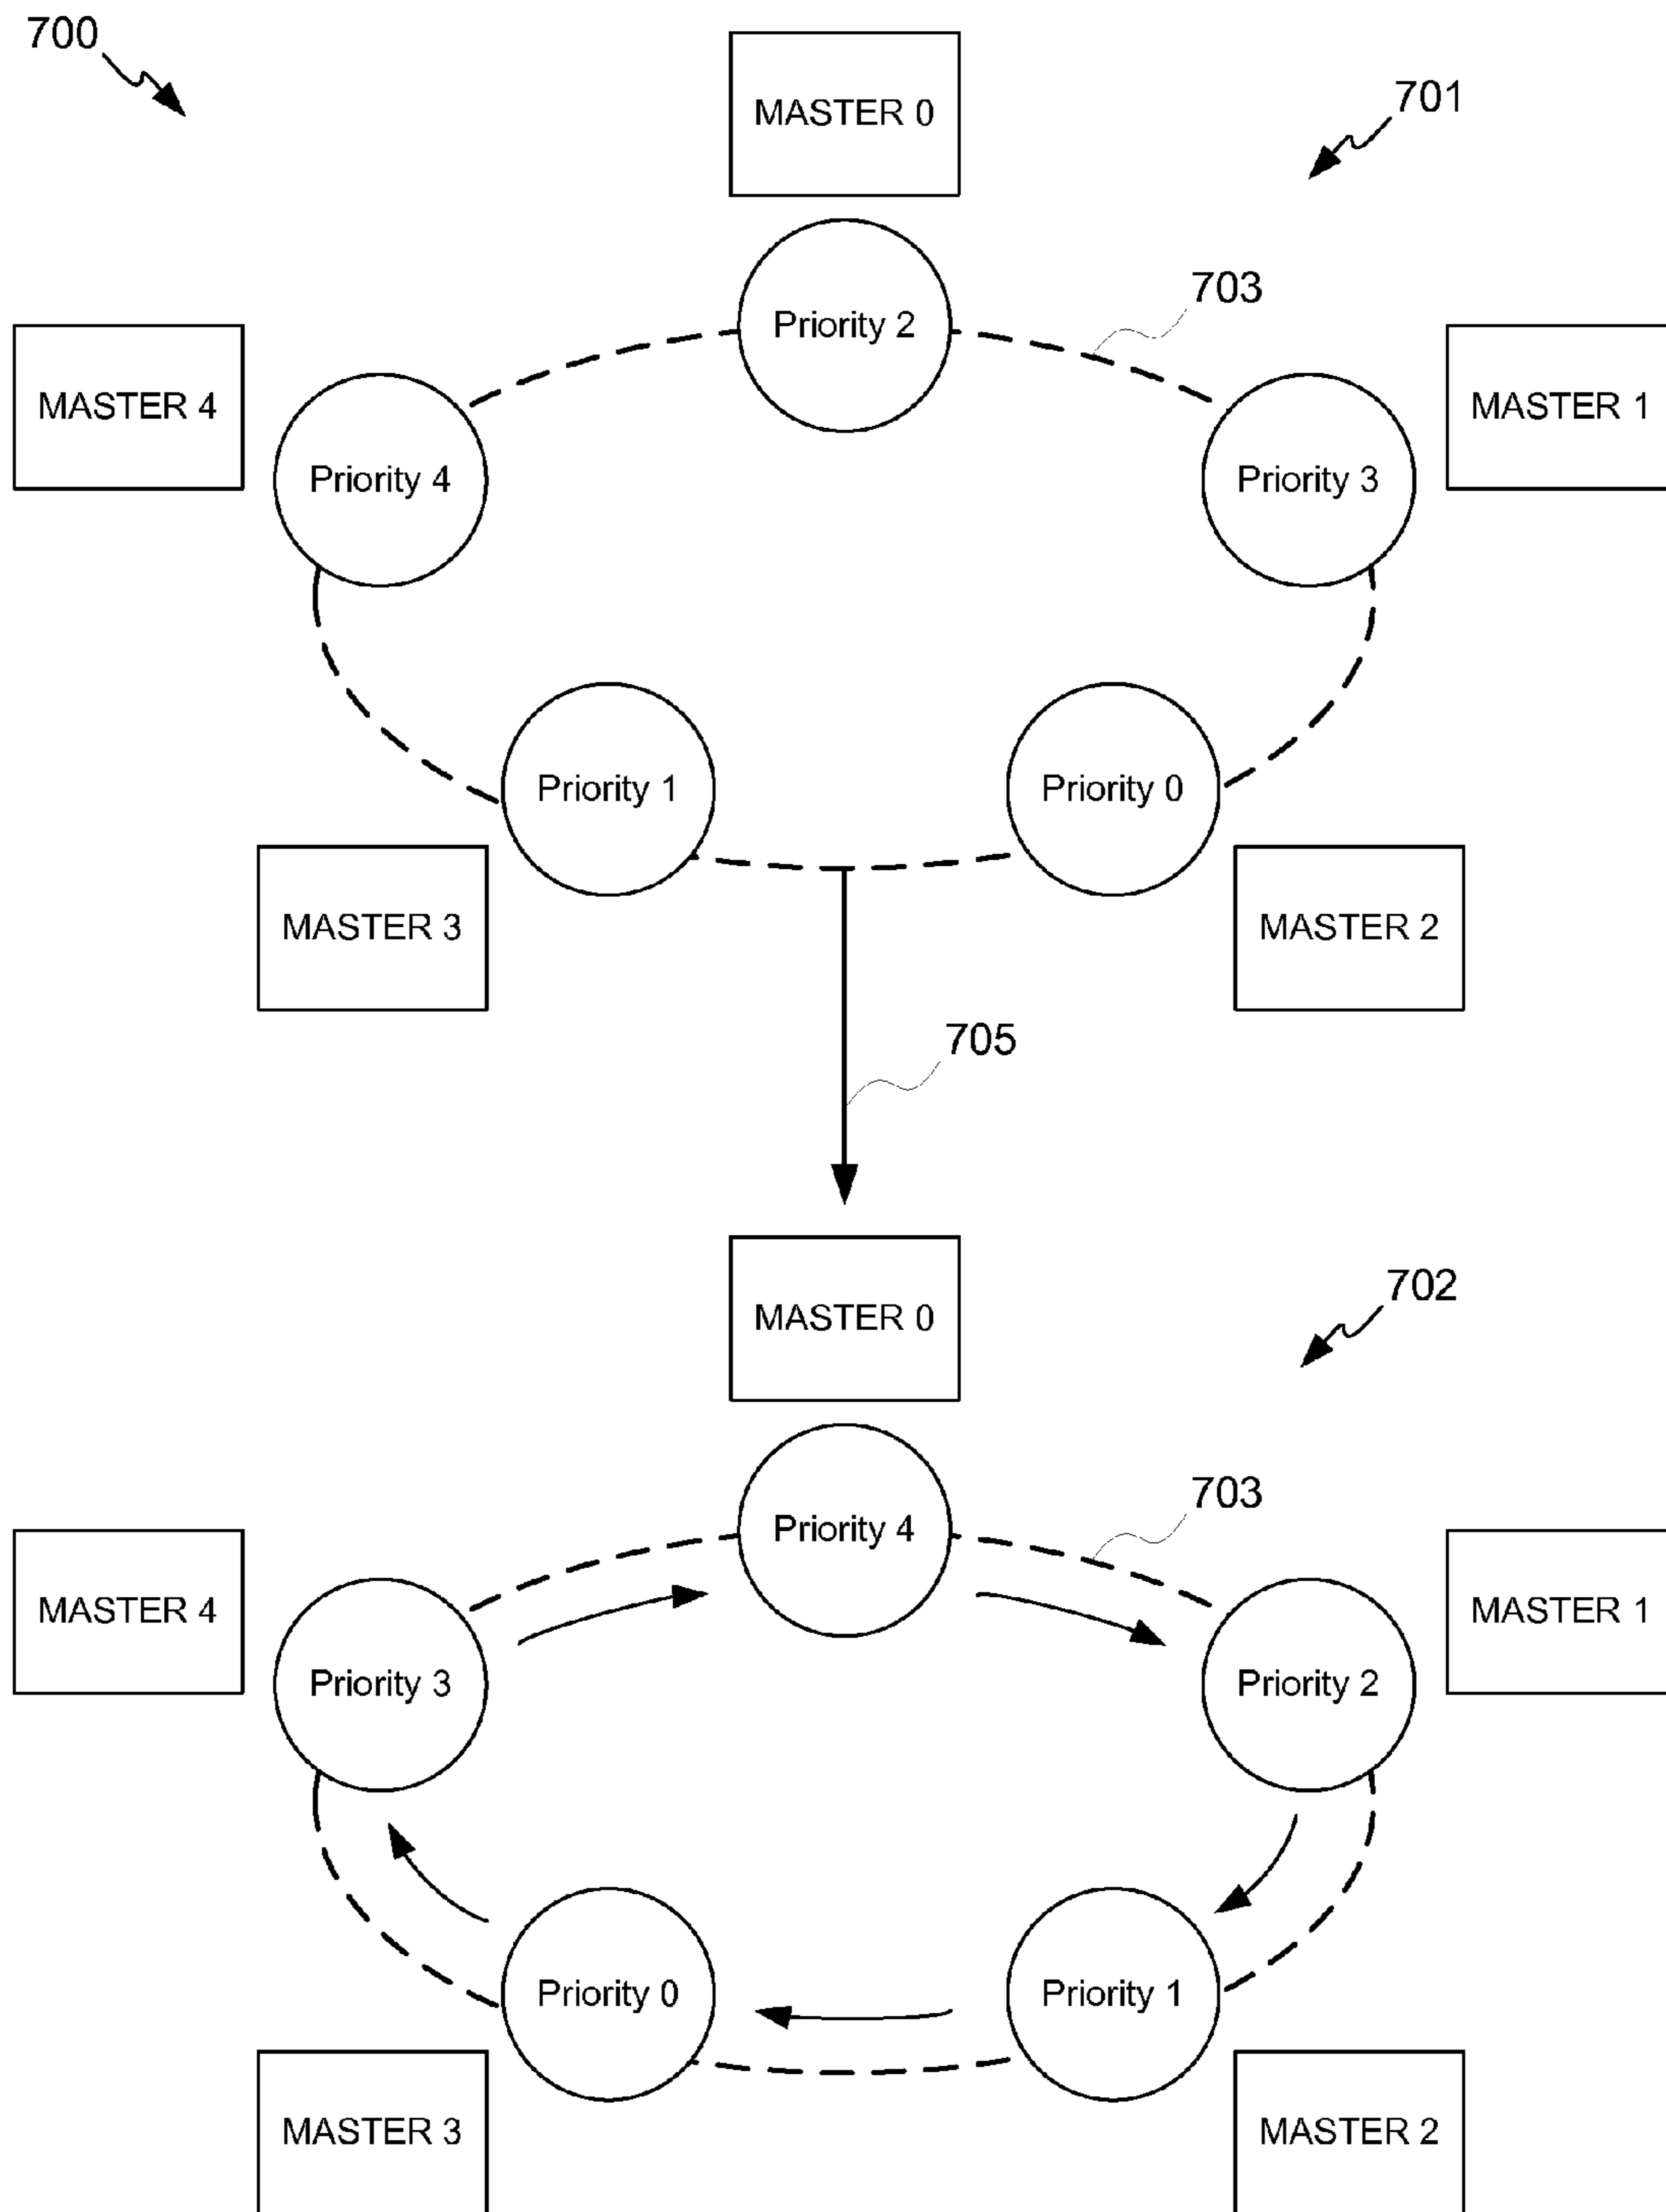 700
MASTER 0
701
703
Priority 2
MASTER 4
MASTER 1
Priority 4
Priority 3
Priority 1
Priority 0
MASTER 3
MASTER 2
705
MASTER 0
702
703
Priority 4
MASTER 4
MASTER 1
Priority 3
Priority 2
Priority 0
Priority 1
MASTER 3
MASTER 2